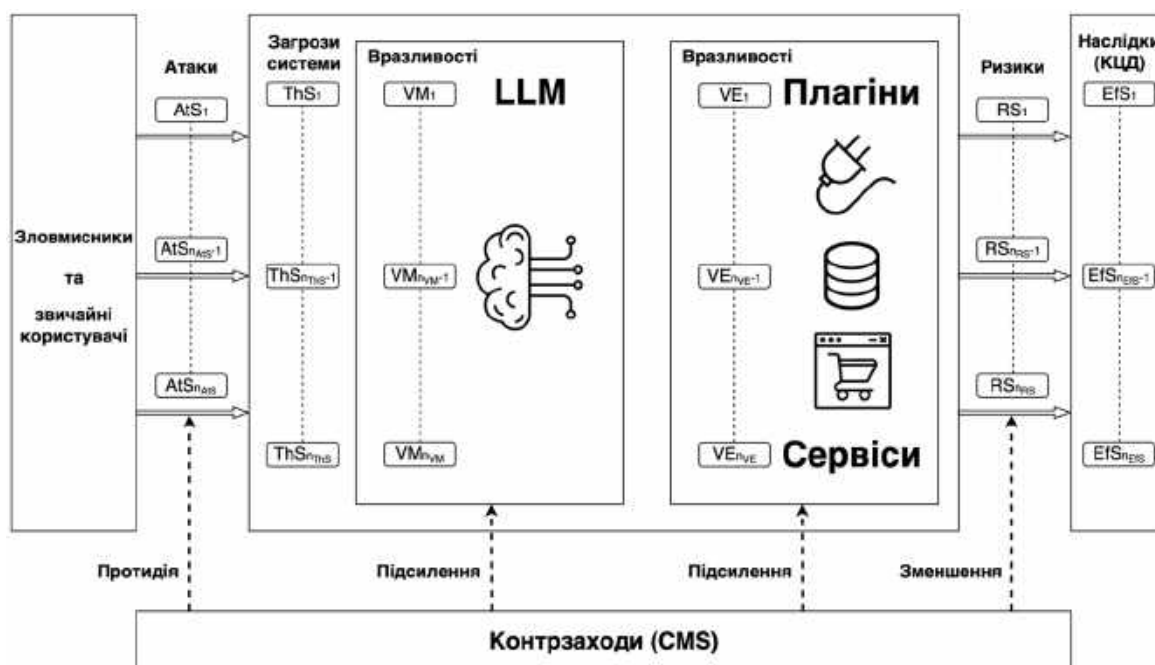 Зловмисники
та
звичайні
користувачі
Атаки
AtS1
AtSnAtS-1
AtSnAtS
Загрози
системи
ThS1
ThSnThS-1
ThSnThS
Вразливості
LLM
VM1
VMnVM-1
VMnVM
Вразливості
Плагіни
VE1
VEnVE-1
VEnVE
Сервіси
Ризики
RS1
RSnRS-1
RSnRS
Наслідки
(КЦД)
EfS1
EfSnEfS-1
EfSnEfS
Протидія
Підсилення
Підсилення
Зменшення
Контрзаходи (CMS)